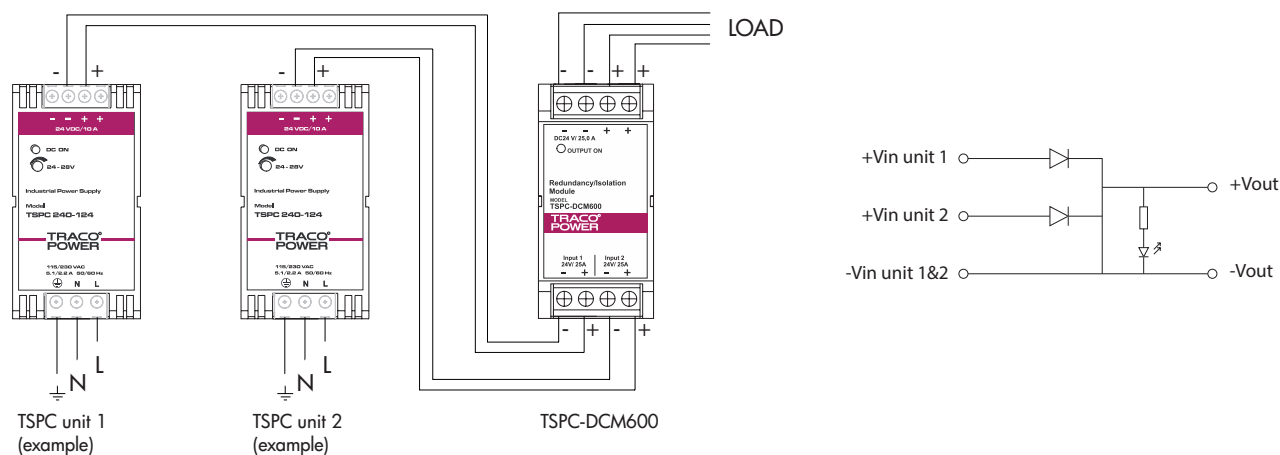 LOAD
- +
- - + +
24 VDC/10 A
DC ON
24 - 28V
Industrial Power Supply
Model
TSPC 240-124
TRACO®
POWER
115/230 VAC
5.1/2.2 A 50/60 Hz
N L
N L
TSPC unit 1
(example)
- +
- - + +
24 VDC/10 A
DC ON
24 - 28V
Industrial Power Supply
Model
TSPC 240-124
TRACO®
POWER
115/230 VAC
5.1/2.2 A 50/60 Hz
N L
N L
TSPC unit 2
(example)
- - + +
- - + +
DC24 V/ 25,0 A
OUTPUT ON
Redundancy/Isolation
Module
MODEL
TSPC-DCM600
TRACO®
POWER
Input 1 Input 2
24V/ 25A 24V/ 25A
- + - +
- + - +
TSPC-DCM600
+Vin unit 1
+Vin unit 2
-Vin unit 1&2
+Vout
-Vout